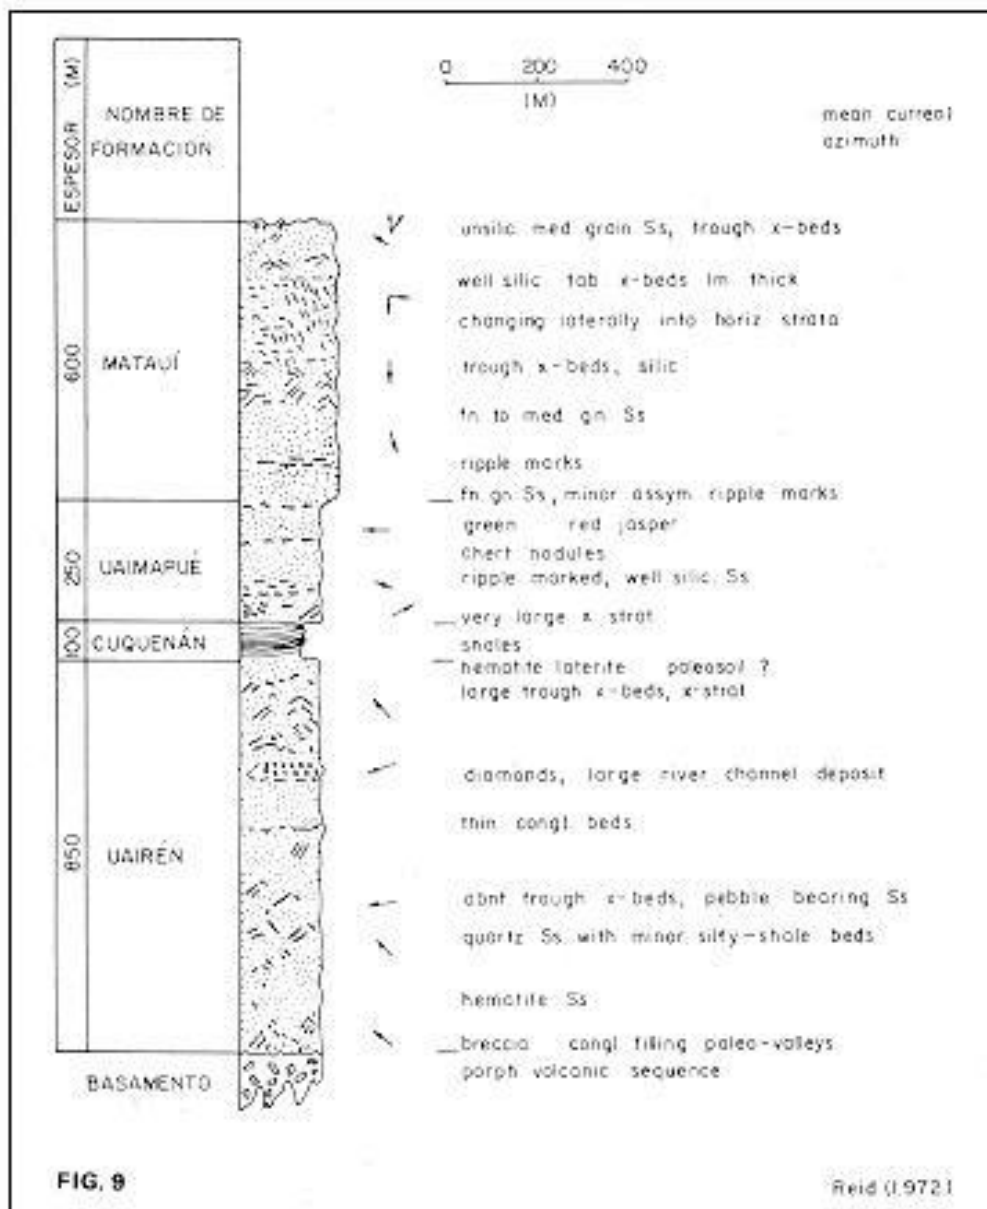 ESPESOR (M)
NOMBRE DE
FORMACION
0 200 400
(M)
mean current
azimuth
unsilic med grain Ss, trough x-beds
well silic tab x-beds 1m thick
changing laterally into horiz strata
600
MATAUÍ
trough x-beds, silic
fn to med gn Ss
ripple marks
fn gn Ss, minor assym ripple marks
green red jasper
chert nodules
250
UAIMAPUÉ
ripple marked, well silic Ss
very large x strat
100
CUQUENÁN
shales
hematite laterite paleosoil ?
large trough x-beds, x-strat
diamonds, large river channel deposit
thin congl beds
850
UAIRÉN
abnt trough x-beds, pebble bearing Ss
quartz Ss with minor silty-shale beds
hematite Ss
breccia congl filling paleo-valleys
porph volcanic sequence
BASAMENTO
FIG. 9
Reid (1.972)